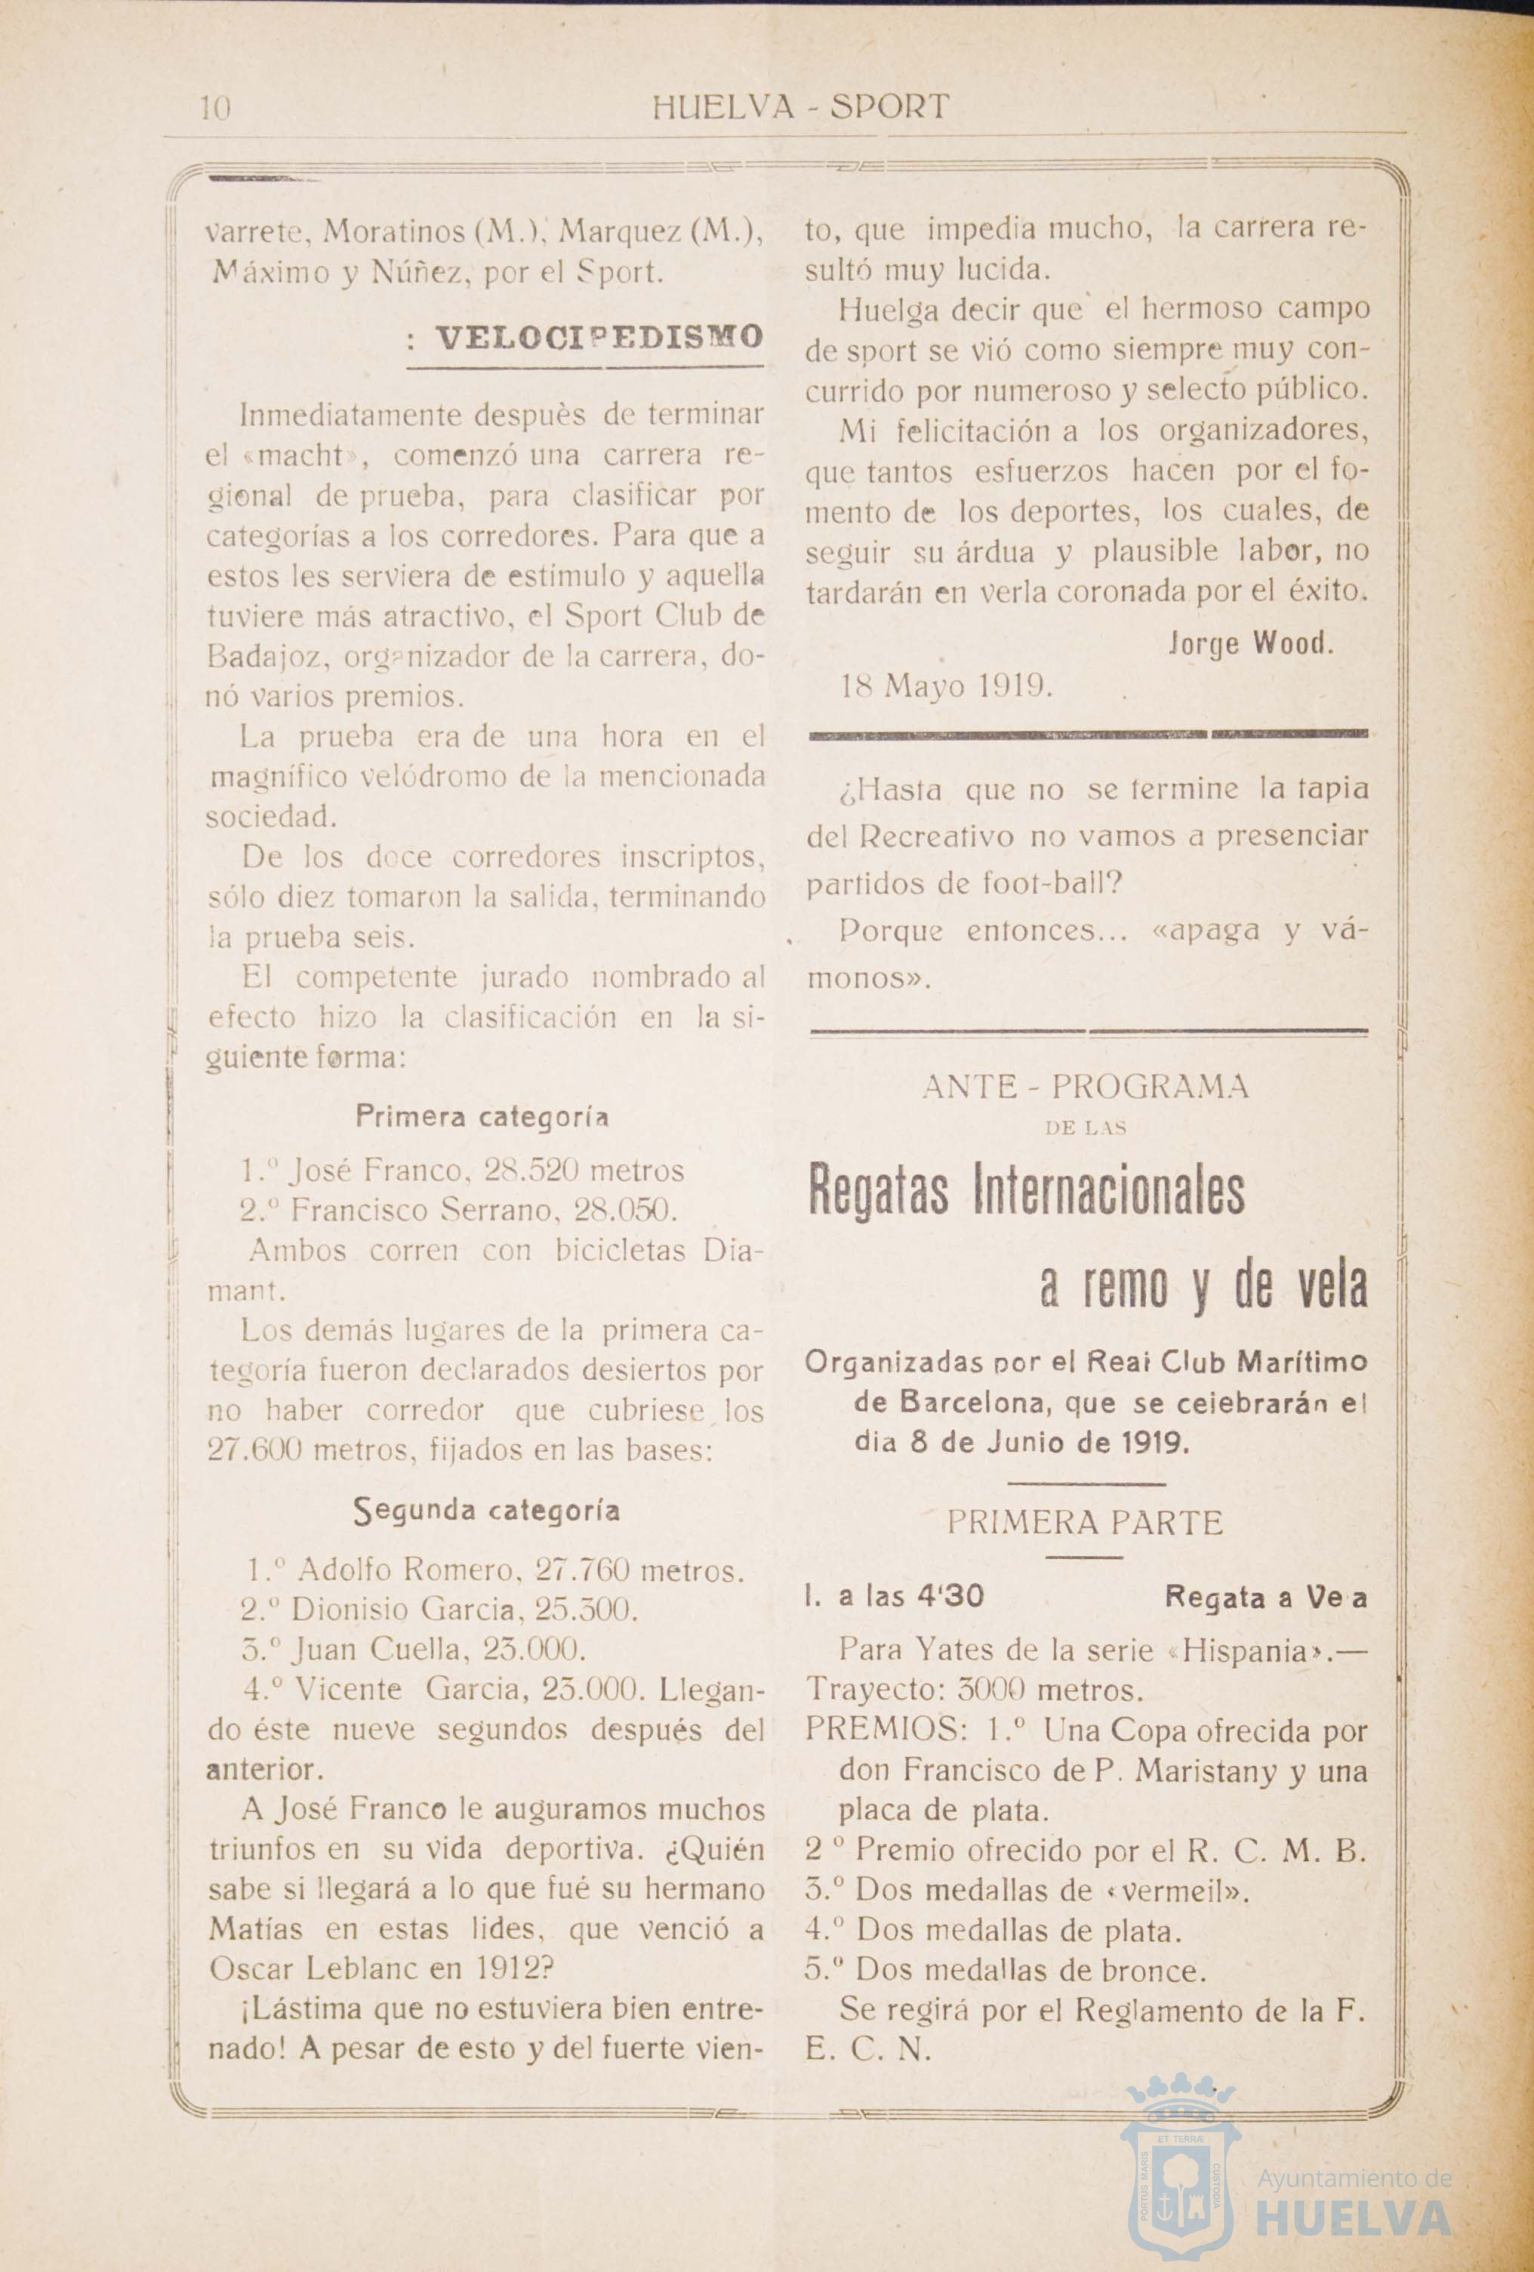 10
HUELVA - SPORT
varrete, Moratinos (M.), Marquez (M.),
Máximo y Núñez, por el Sport.
: VELOCIPEDISMO
Inmediatamente despuès de terminar
el «macht», comenzó una carrera re-
gional de prueba, para clasificar por
categorías a los corredores. Para que a
estos les serviera de estímulo y aquella
tuviere más atractivo, el Sport Club de
Badajoz, organizador de la carrera, do-
nó varios premios.
La prueba era de una hora en el
magnífico velódromo de la mencionada
sociedad.
De los doce corredores inscriptos,
sólo diez tomaron la salida, terminando
la prueba seis.
El competente jurado nombrado al
efecto hizo la clasificación en la si-
guiente forma:
Primera categoría
1.º José Franco, 28.520 metros
2.º Francisco Serrano, 28.050.
Ambos corren con bicicletas Dia-
mant.
Los demás lugares de la primera ca-
tegoría fueron declarados desiertos por
no haber corredor que cubriese los
27.600 metros, fijados en las bases:
Segunda categoría
1.º Adolfo Romero, 27.760 metros.
2.º Dionisio Garcia, 25.300.
3.º Juan Cuella, 23.000.
4.º Vicente Garcia, 23.000. Llegan-
do éste nueve segundos después del
anterior.
A José Franco le auguramos muchos
triunfos en su vida deportiva. ¿Quién
sabe si llegará a lo que fué su hermano
Matías en estas lides, que venció a
Oscar Leblanc en 1912?
¡Lástima que no estuviera bien entre-
nado! A pesar de esto y del fuerte vien-
to, que impedia mucho, la carrera re-
sultó muy lucida.
Huelga decir que el hermoso campo
de sport se vió como siempre muy con-
currido por numeroso y selecto público.
Mi felicitación a los organizadores,
que tantos esfuerzos hacen por el fo-
mento de los deportes, los cuales, de
seguir su árdua y plausible labor, no
tardarán en verla coronada por el éxito.
Jorge Wood.
18 Mayo 1919.
¿Hasta que no se termine la tapia
del Recreativo no vamos a presenciar
partidos de foot-ball?
Porque entonces... «apaga y vá-
monos».
ANTE - PROGRAMA
DE LAS
Regatas Internacionales
a remo y de vela
Organizadas por el Real Club Marítimo
de Barcelona, que se celebrarán el
dia 8 de Junio de 1919.
PRIMERA PARTE
I. a las 4'30 Regata a Ve a
Para Yates de la serie «Hispania».—
Trayecto: 3000 metros.
PREMIOS: 1.º Una Copa ofrecida por
don Francisco de P. Maristany y una
placa de plata.
2 º Premio ofrecido por el R. C. M. B.
3.º Dos medallas de «vermeil».
4.º Dos medallas de plata.
5.º Dos medallas de bronce.
Se regirá por el Reglamento de la F.
E. C. N.
ET TERRÆ
PORTUS MARIS
CUSTODIA
Ayuntamiento de
HUELVA